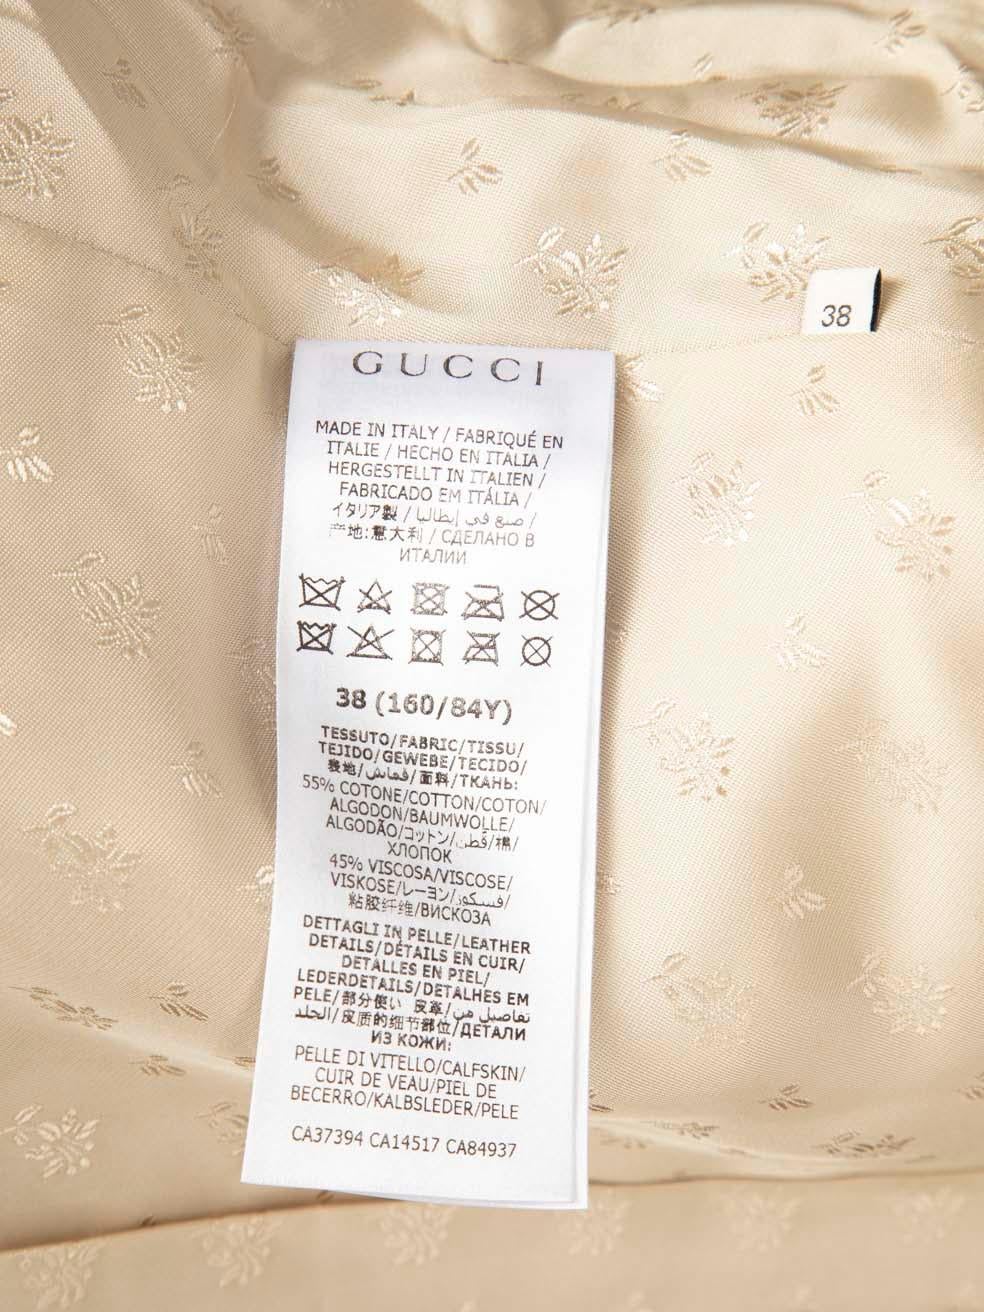 38
GUCCI
MADE IN ITALY / FABRIQUÉ EN
ITALIE / HECHO EN ITALIA /
HERGESTELLT IN ITALIEN /
FABRICADO EM ITÁLIA /
イタリア製 / صنع في إيطاليا /
产地:意大利 / СДЕЛАНО В
ИТАЛИИ
38 (160/84Y)
TESSUTO/FABRIC/TISSU/
TEJIDO/GEWEBE/TECIDO/
表地/قماش/面料/ТКАНЬ:
55% COTONE/COTTON/COTON/
ALGODON/BAUMWOLLE/
ALGODÃO/コットン/قطن/棉/
ХЛОПОК
45% VISCOSA/VISCOSE/
VISKOSE/レーヨン/فسكوز/
粘胶纤维/ВИСКОЗА
DETTAGLI IN PELLE/LEATHER
DETAILS/DÉTAILS EN CUIR/
DETALLES EN PIEL/
LEDERDETAILS/DETALHES EM
PELE/部分使い 皮革/تفاصيل من
الجلد/皮质的细节部位/ДЕТАЛИ
ИЗ КОЖИ:
PELLE DI VITELLO/CALFSKIN/
CUIR DE VEAU/PIEL DE
BECERRO/KALBSLEDER/PELE
CA37394 CA14517 CA84937